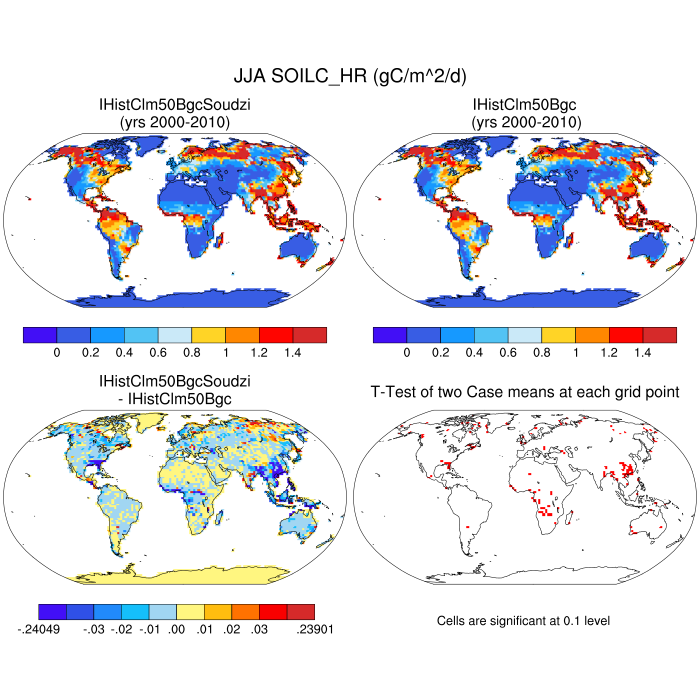 JJA SOILC_HR (gC/m^2/d)
IHistClm50BgcSoudzi
(yrs 2000-2010)
IHistClm50Bgc
(yrs 2000-2010)
0 0.2 0.4 0.6 0.8 1 1.2 1.4
0 0.2 0.4 0.6 0.8 1 1.2 1.4
IHistClm50BgcSoudzi
- IHistClm50Bgc
T-Test of two Case means at each grid point
-.24049 -.03 -.02 -.01 .00 .01 .02 .03 .23901
Cells are significant at 0.1 level